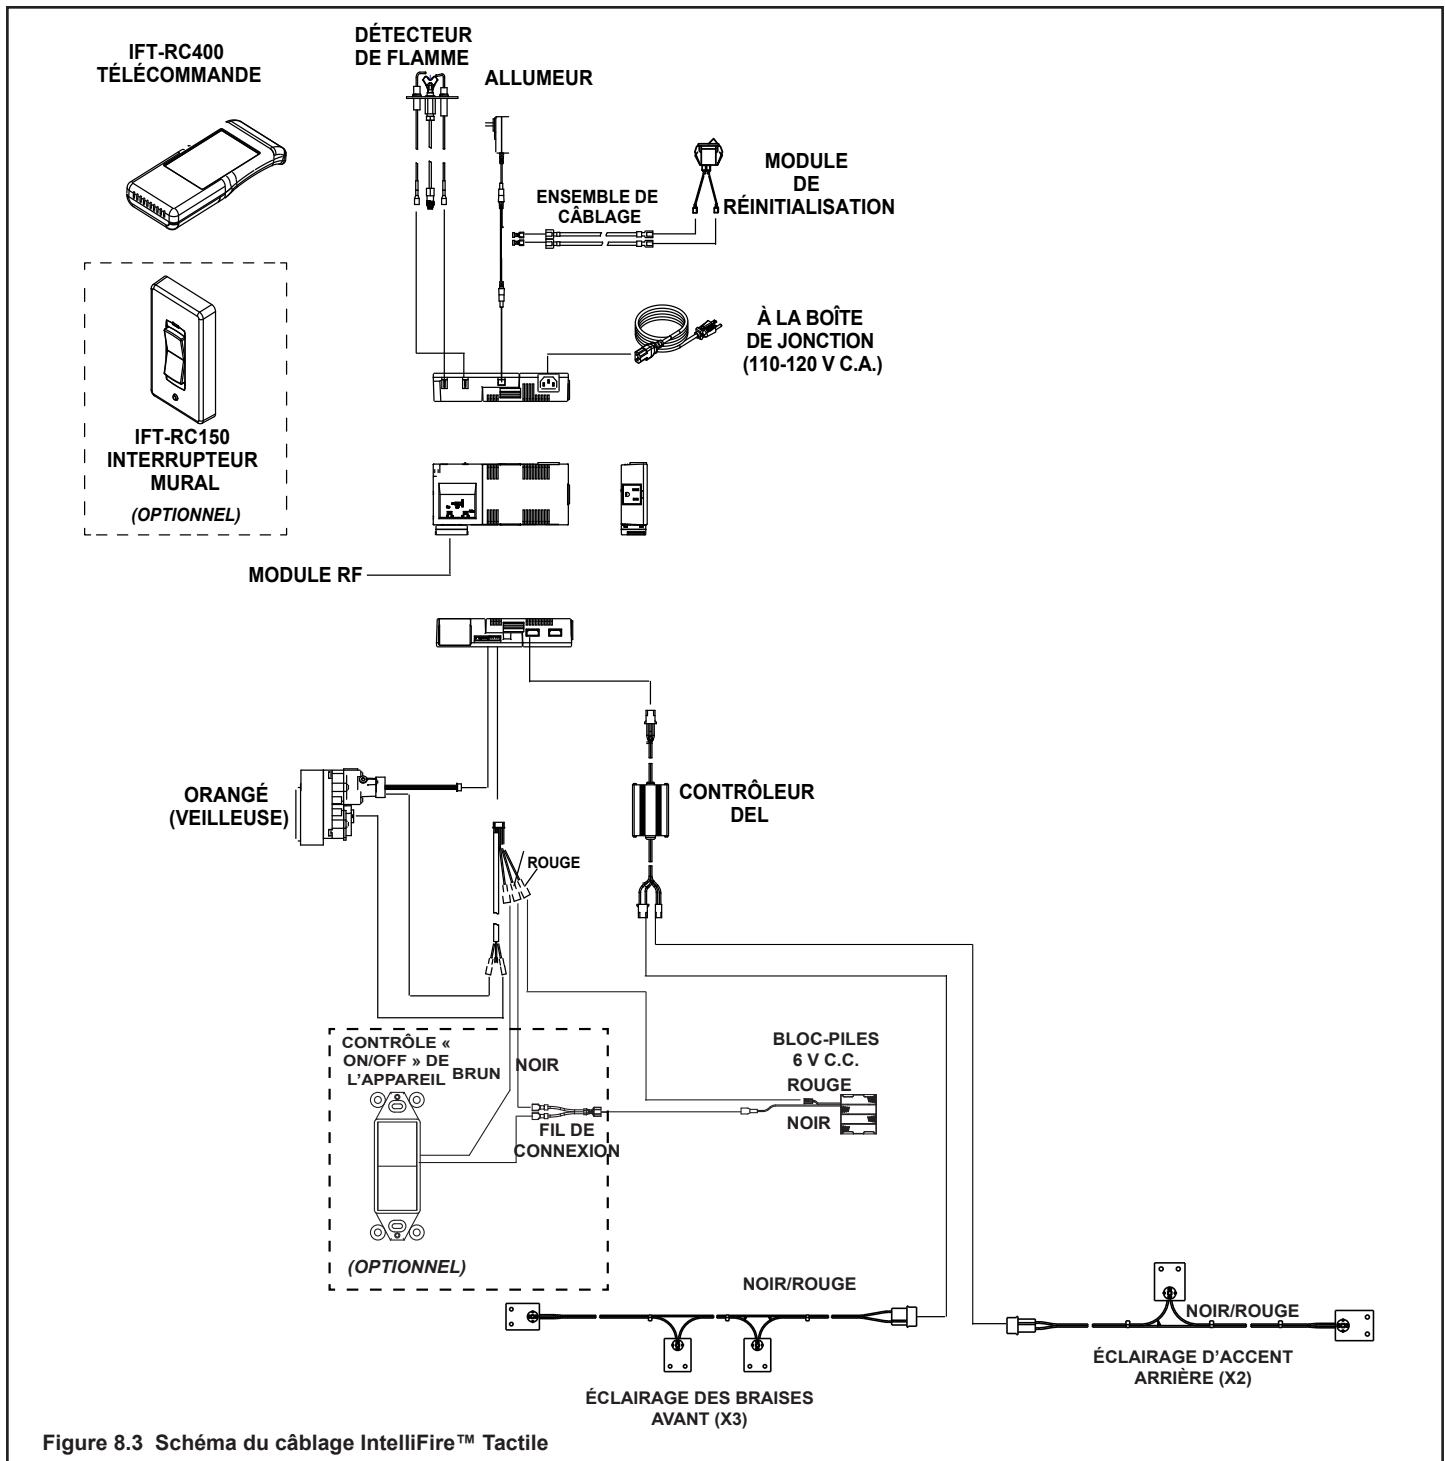 IFT-RC400
TÉLÉCOMMANDE
DÉTECTEUR
DE FLAMME
ALLUMEUR
ENSEMBLE DE
CÂBLAGE
MODULE
DE
RÉINITIALISATION
À LA BOÎTE
DE JONCTION
(110-120 V C.A.)
IFT-RC150
INTERRUPTEUR
MURAL
(OPTIONNEL)
MODULE RF
ORANGÉ
(VEILLEUSE)
CONTRÔLEUR
DEL
ROUGE
CONTRÔLE «
ON/OFF » DE
L'APPAREIL
BRUN
NOIR
FIL DE
CONNEXION
(OPTIONNEL)
BLOC-PILES
6 V C.C.
ROUGE
NOIR
NOIR/ROUGE
ÉCLAIRAGE DES BRAISES
AVANT (X3)
NOIR/ROUGE
ÉCLAIRAGE D'ACCENT
ARRIÈRE (X2)
Figure 8.3 Schéma du câblage IntelliFire™ Tactile